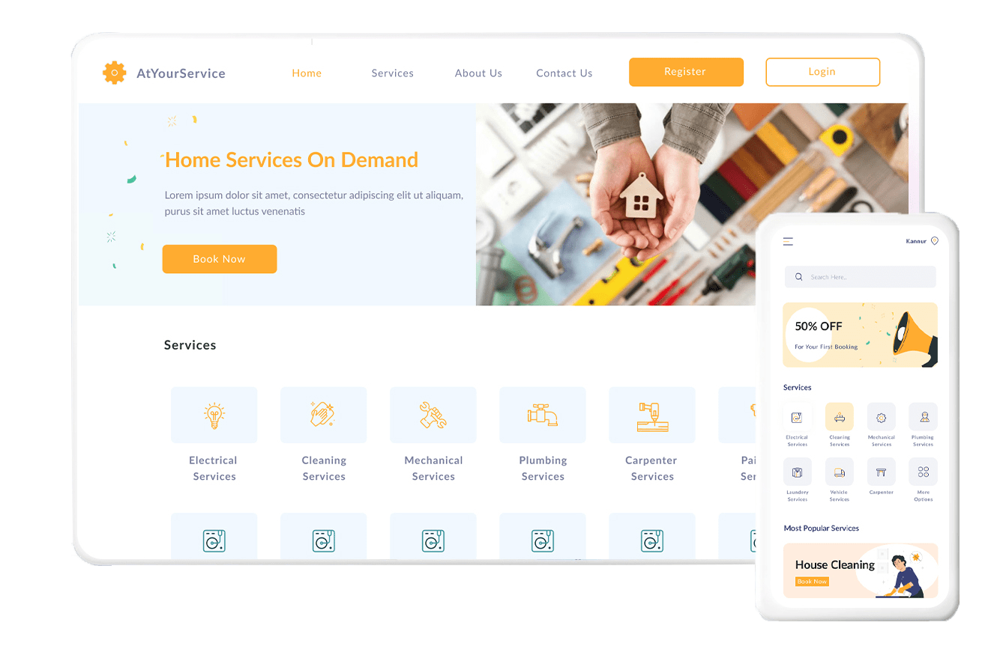 AtYourService
Home
Services
About Us
Contact Us
Register
Login
Home Services On Demand
Lorem ipsum dolor sit amet, consectetur adipiscing elit ut aliquam,
purus sit amet luctus venenatis
Book Now
Services
Electrical
Services
Cleaning
Services
Mechanical
Services
Plumbing
Services
Carpenter
Services
Pai
Ser
Kannur
Search Here..
50% OFF
For Your First Booking
Services
Electrical
Services
Cleaning
Services
Mechanical
Services
Plumbing
Services
Laundery
Services
Vehicle
Services
Carpenter
More
Options
Most Popular Services
House Cleaning
Book Now